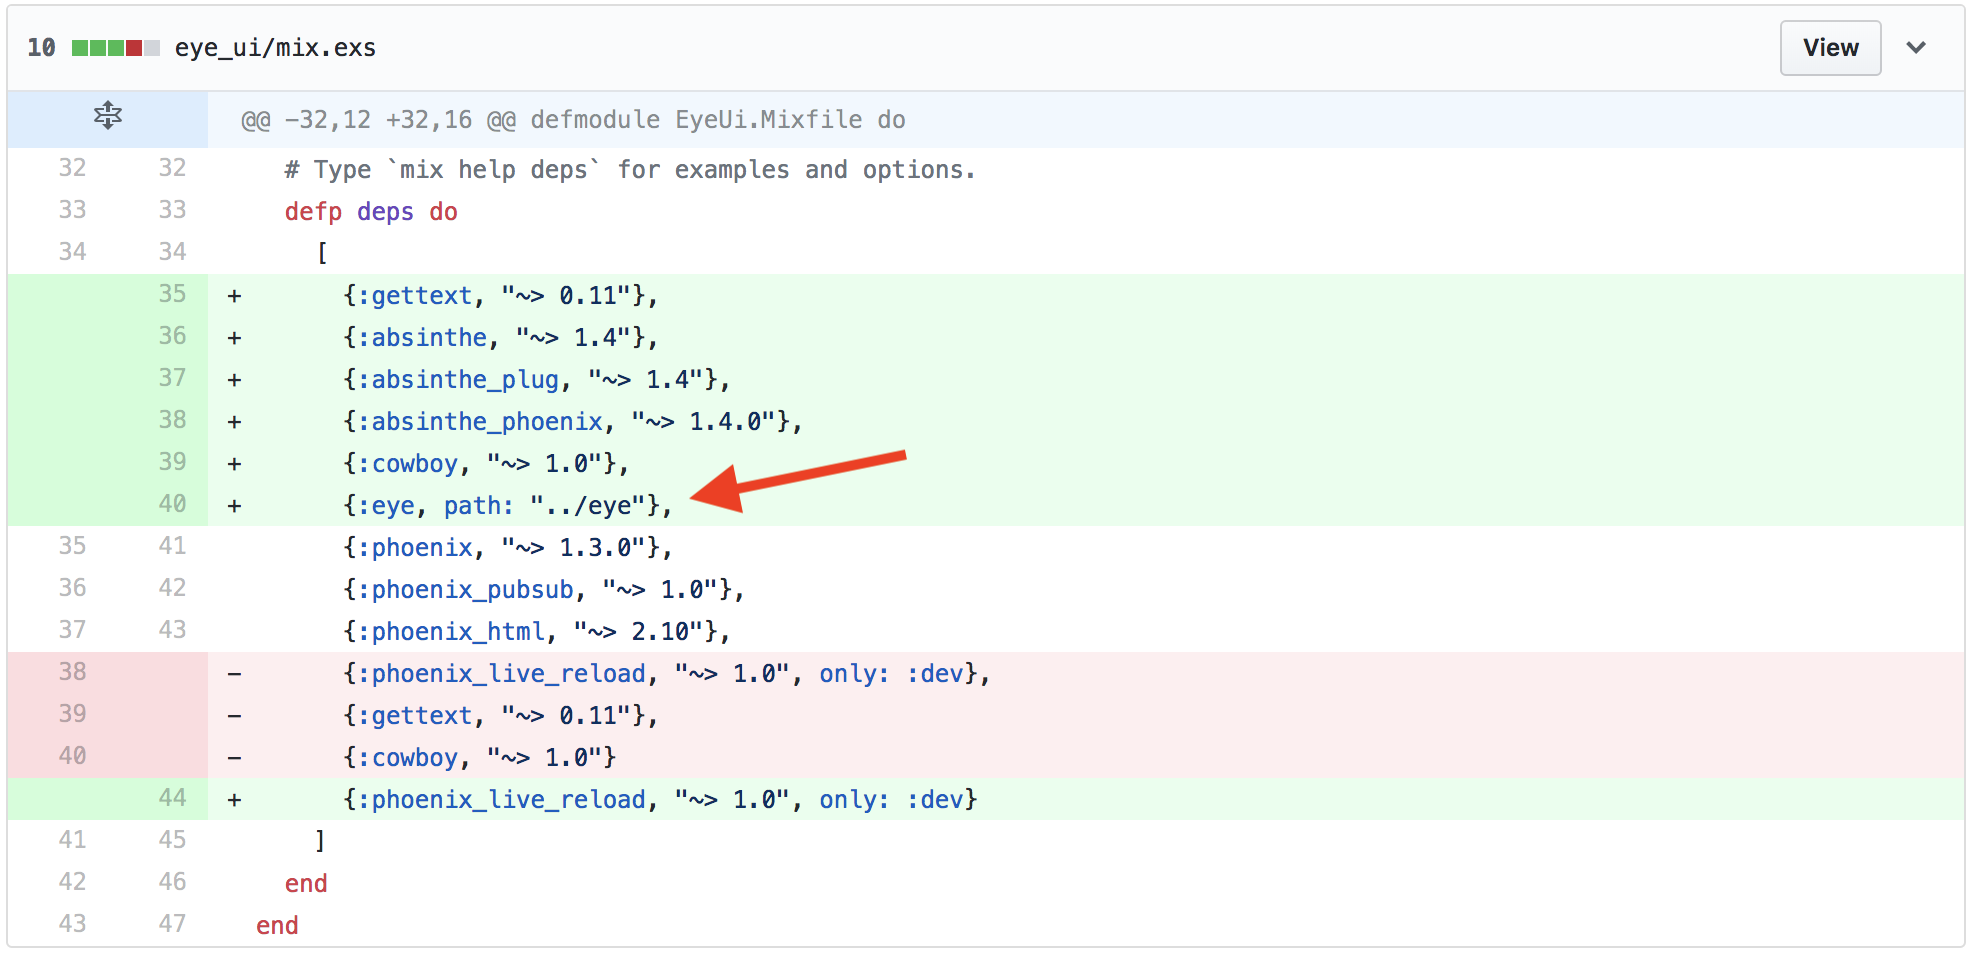 10 eye_ui/mix.exs View
@@ -32,12 +32,16 @@ defmodule EyeUi.Mixfile do
32 32 # Type `mix help deps` for examples and options.
33 33 defp deps do
34 34 [
35 + {:gettext, "~> 0.11"},
36 + {:absinthe, "~> 1.4"},
37 + {:absinthe_plug, "~> 1.4"},
38 + {:absinthe_phoenix, "~> 1.4.0"},
39 + {:cowboy, "~> 1.0"},
40 + {:eye, path: "../eye"},
35 41 {:phoenix, "~> 1.3.0"},
36 42 {:phoenix_pubsub, "~> 1.0"},
37 43 {:phoenix_html, "~> 2.10"},
38 - {:phoenix_live_reload, "~> 1.0", only: :dev},
39 - {:gettext, "~> 0.11"},
40 - {:cowboy, "~> 1.0"}
44 + {:phoenix_live_reload, "~> 1.0", only: :dev}
41 45 ]
42 46 end
43 47 end